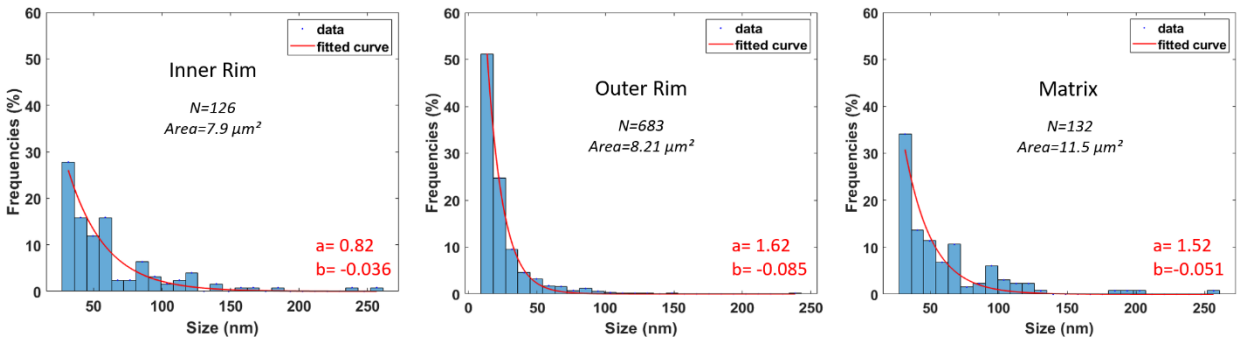 60
50
40
30
20
10
0
Frequencies (%)
data
fitted curve
Inner Rim
N=126
Area=7.9 µm²
a= 0.82
b= -0.036
50
100
150
200
250
Size (nm)
60
50
40
30
20
10
0
Frequencies (%)
data
fitted curve
Outer Rim
N=683
Area=8.21 µm²
a= 1.62
b= -0.085
0
50
100
150
200
250
Size (nm)
60
50
40
30
20
10
0
Frequencies (%)
data
fitted curve
Matrix
N=132
Area=11.5 µm²
a= 1.52
b= -0.051
50
100
150
200
250
Size (nm)